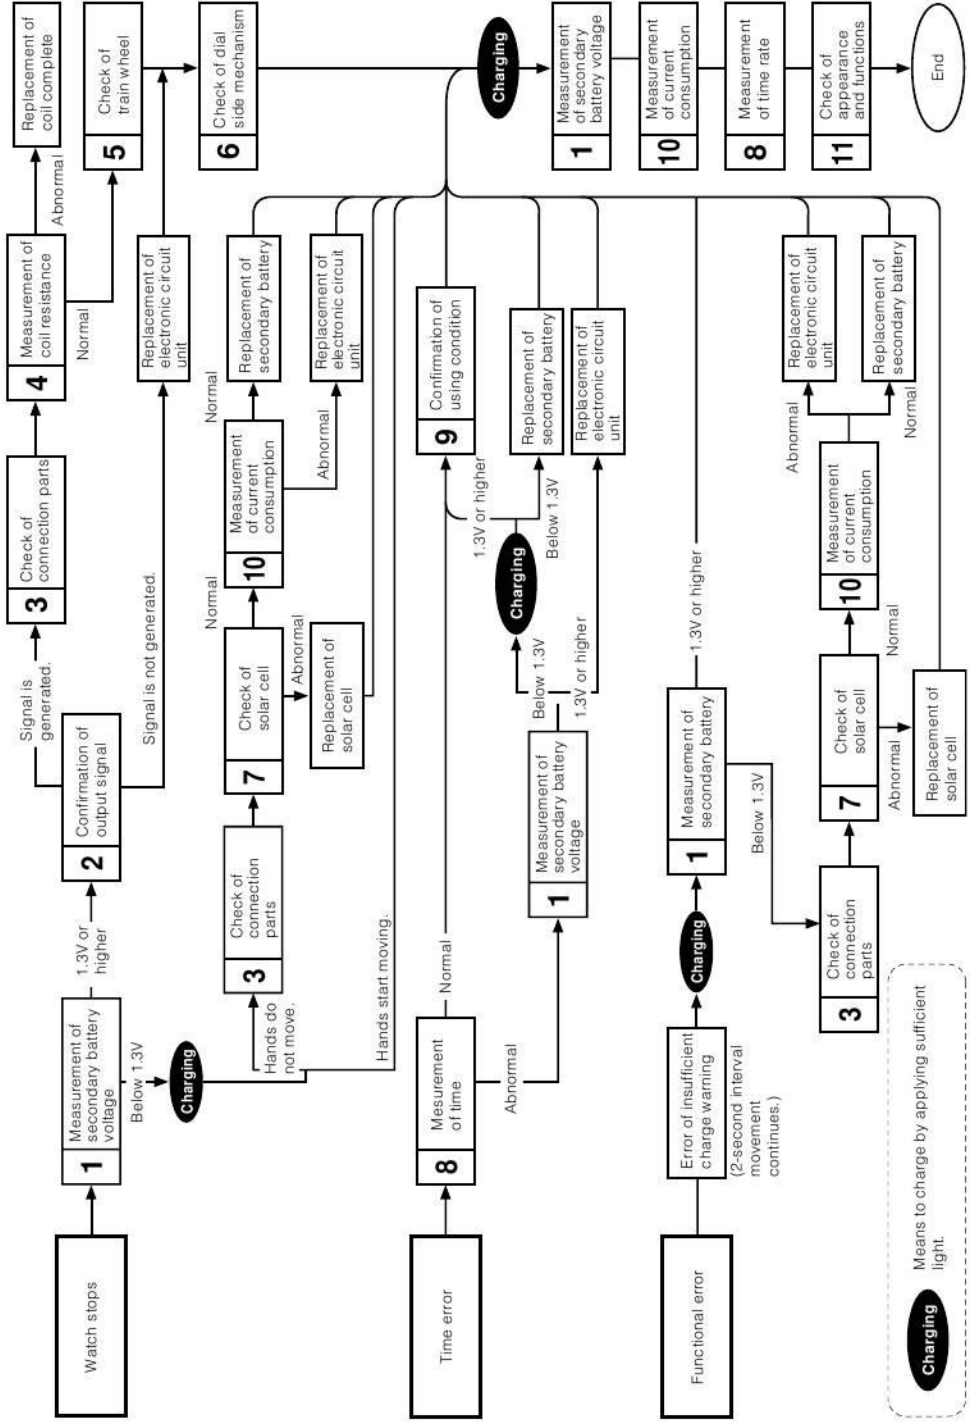 Watch stops
1
Measurement of
secondary battery
voltage
1.3V or
higher
Below 1.3V
Charging
2
Confirmation of
output signal
Signal is
generated.
Signal is not generated.
3
Check of
connection parts
4
Measurement of
coil resistance
Abnormal
Normal
Replacement of
coil complete
5
Check of
train wheel
Replacement of
electronic circuit
unit
6
Check of dial
side mechanism
Hands do
not move.
Hands start moving.
3
Check of
connection
parts
7
Check of
solar cell
Normal
Abnormal
Replacement of
solar cell
10
Measurement
of current
consumption
Normal
Abnormal
Replacement of
secondary battery
Replacement of
electronic circuit
unit
Time error
8
Mesurement
of time
Normal
Abnormal
1
Measurement of
secondary battery
voltage
Below 1.3V
1.3V or higher
Charging
1.3V or higher
Below 1.3V
9
Confirmation of
using condition
Replacement of
secondary battery
Replacement of
electronic circuit
unit
Functional error
Error of insufficient
charge warning
(2-second interval
movement
continues.)
Charging
1
Measurement of
secondary battery
1.3V or higher
Below 1.3V
3
Check of
connection
parts
7
Check of
solar cell
Normal
Abnormal
Replacement of
solar cell
10
Measurement
of current
consumption
Abnormal
Normal
Replacement of
electronic circuit
unit
Replacement of
secondary battery
Charging
1
Measurement
of secondary
battery voltage
10
Measurement
of current
consumption
8
Measurement
of time rate
11
Check of
appearance
and functions
End
Charging
Means to charge by applying sufficient
light.